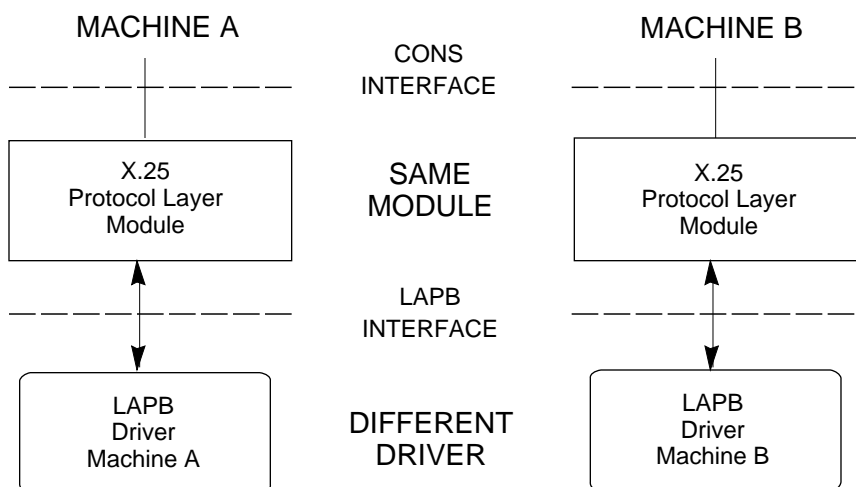 MACHINE A
MACHINE B
CONS
INTERFACE
X.25
Protocol Layer
Module
SAME
MODULE
X.25
Protocol Layer
Module
LAPB
INTERFACE
LAPB
Driver
Machine A
DIFFERENT
DRIVER
LAPB
Driver
Machine B